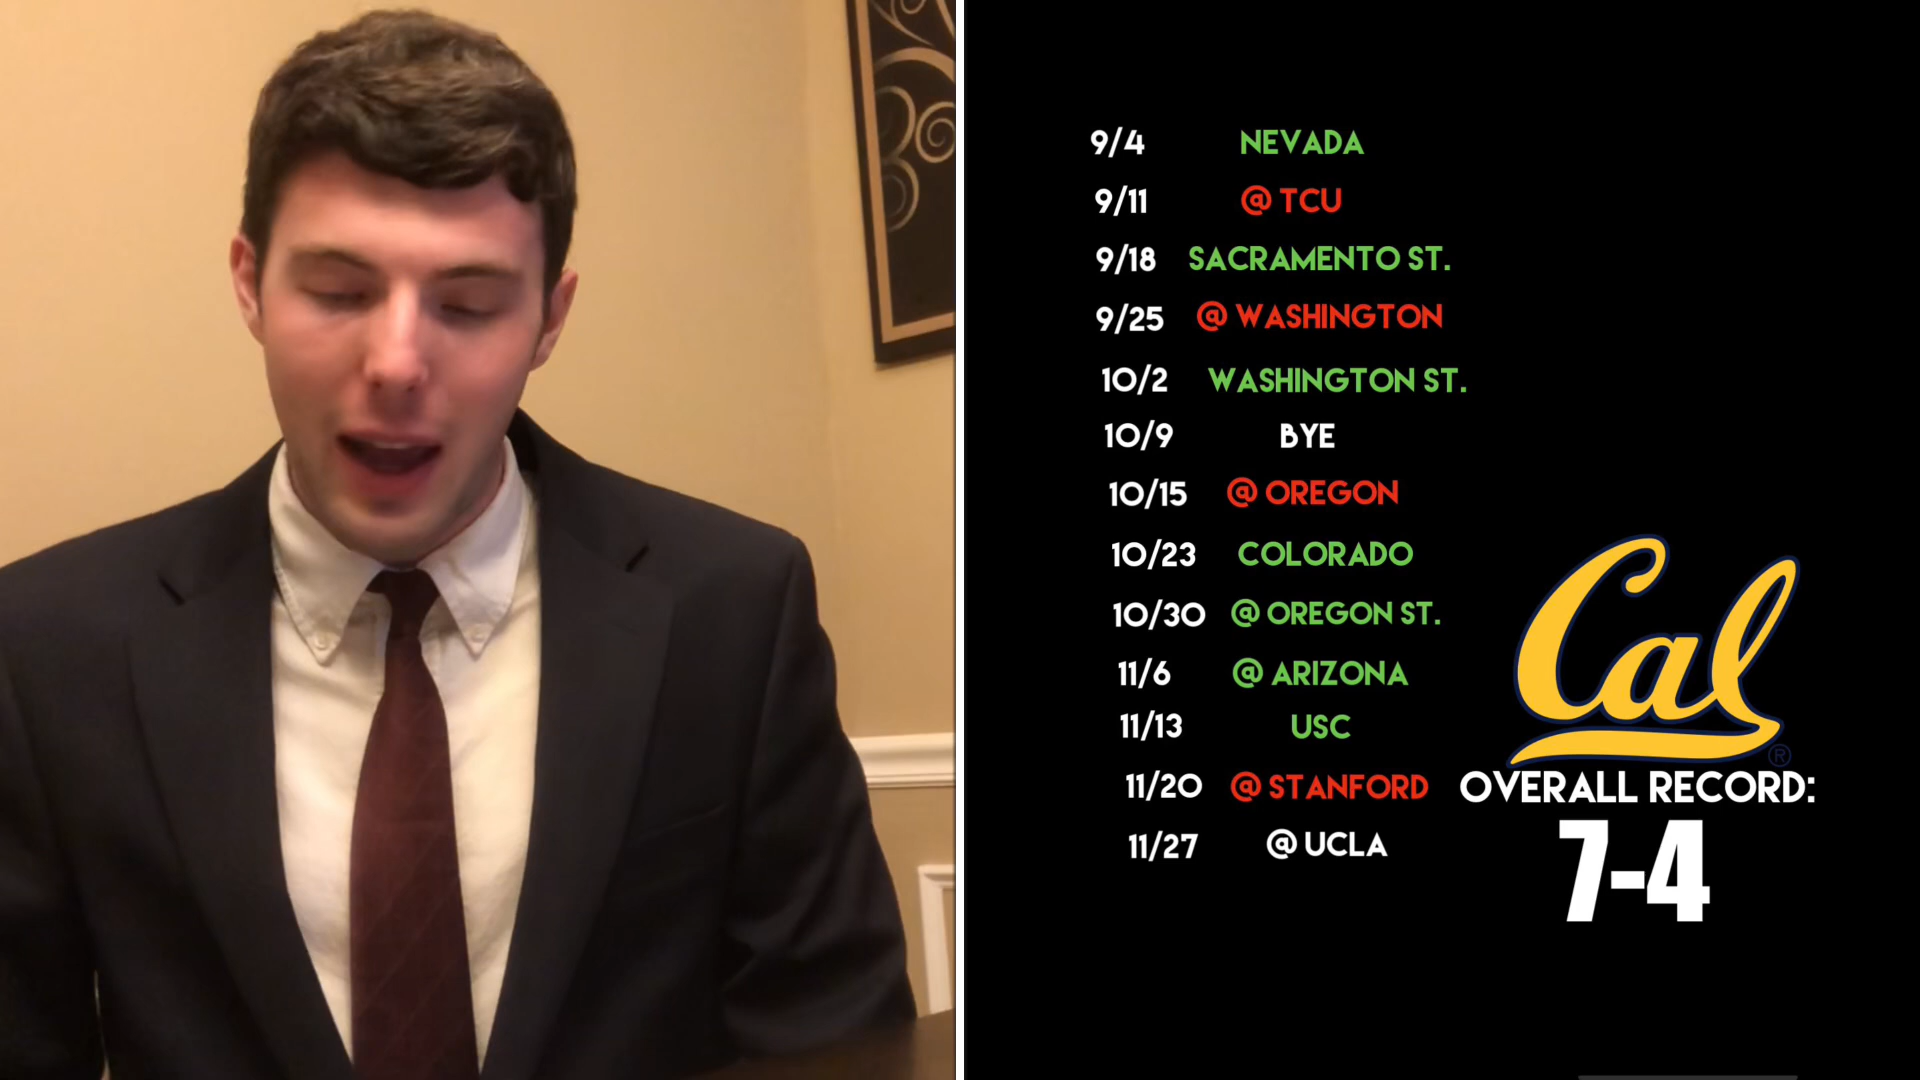 9/4 NEVADA
9/11 @ TCU
9/18 SACRAMENTO ST.
9/25 @ WASHINGTON
10/2 WASHINGTON ST.
10/9 BYE
10/15 @ OREGON
10/23 COLORADO
10/30 @ OREGON ST.
11/6 @ ARIZONA
11/13 USC
11/20 @ STANFORD
11/27 @ UCLA
Cal
®
OVERALL RECORD:
7-4